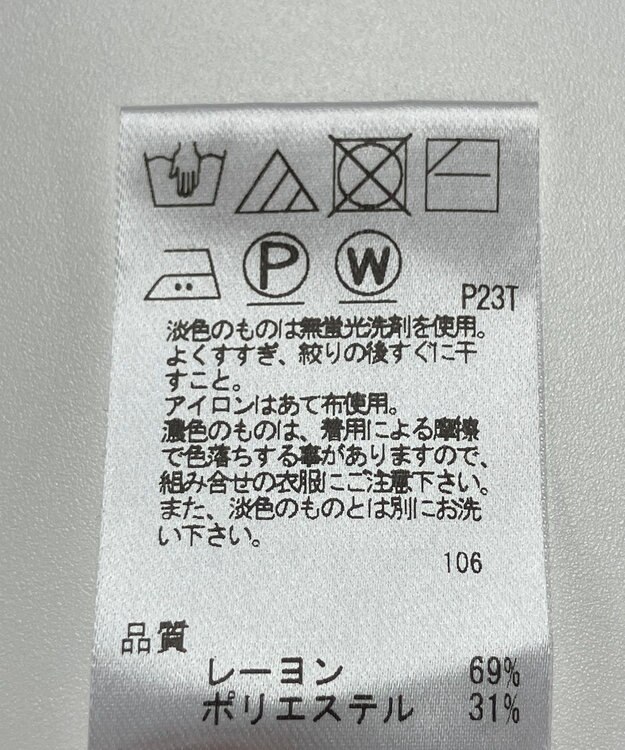 P W P23T
淡色のものは無蛍光洗剤を使用。
よくすすぎ、絞りの後すぐに干
すこと。
アイロンはあて布使用。
濃色のものは、着用による摩擦
で色落ちする事がありますので、
組み合せの衣服にご注意下さい。
また、淡色のものとは別にお洗
い下さい。
106
品質
レーヨン 69%
ポリエステル 31%